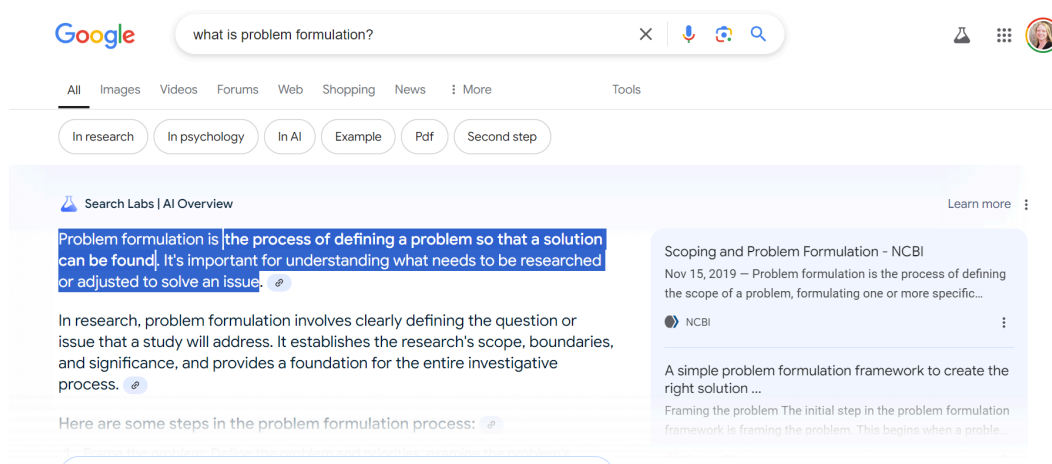 Google
what is problem formulation?
All Images Videos Forums Web Shopping News More Tools
In research In psychology In AI Example Pdf Second step
Search Labs | AI Overview
Learn more
Problem formulation is the process of defining a problem so that a solution
can be found. It's important for understanding what needs to be researched
or adjusted to solve an issue.
In research, problem formulation involves clearly defining the question or
issue that a study will address. It establishes the research's scope, boundaries,
and significance, and provides a foundation for the entire investigative
process.
Here are some steps in the problem formulation process:
Scoping and Problem Formulation - NCBI
Nov 15, 2019 — Problem formulation is the process of defining
the scope of a problem, formulating one or more specific...
NCBI
A simple problem formulation framework to create the
right solution ...
Framing the problem The initial step in the problem formulation
framework is framing the problem. This begins when a proble...